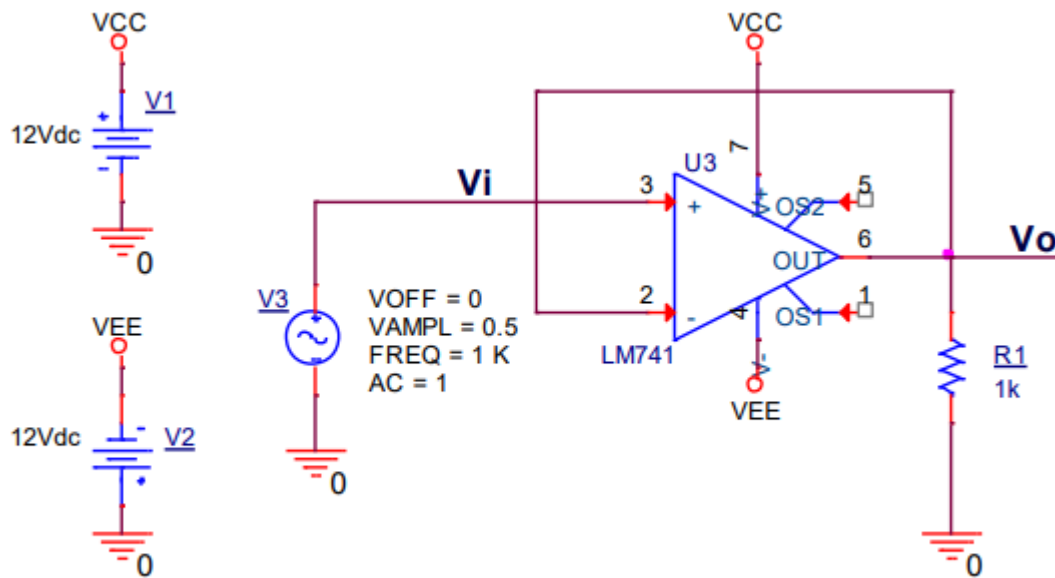 VCC
V1
+
12Vdc
-
0
VEE
-
12Vdc
V2
+
0
Vi
V3
+
-
VOFF = 0
VAMPL = 0.5
FREQ = 1 K
AC = 1
0
VCC
7
U3
V+
3
+
OS2
5
OUT
6
Vo
2
-
4
OS1
1
LM741
V-
VEE
R1
1k
0